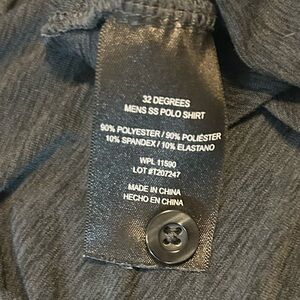 32 DEGREES
MENS SS POLO SHIRT
90% POLYESTER / 90% POLIÉSTER
10% SPANDEX / 10% ELASTANO
WPL 11590
LOT #T207247
MADE IN CHINA
HECHO EN CHINA